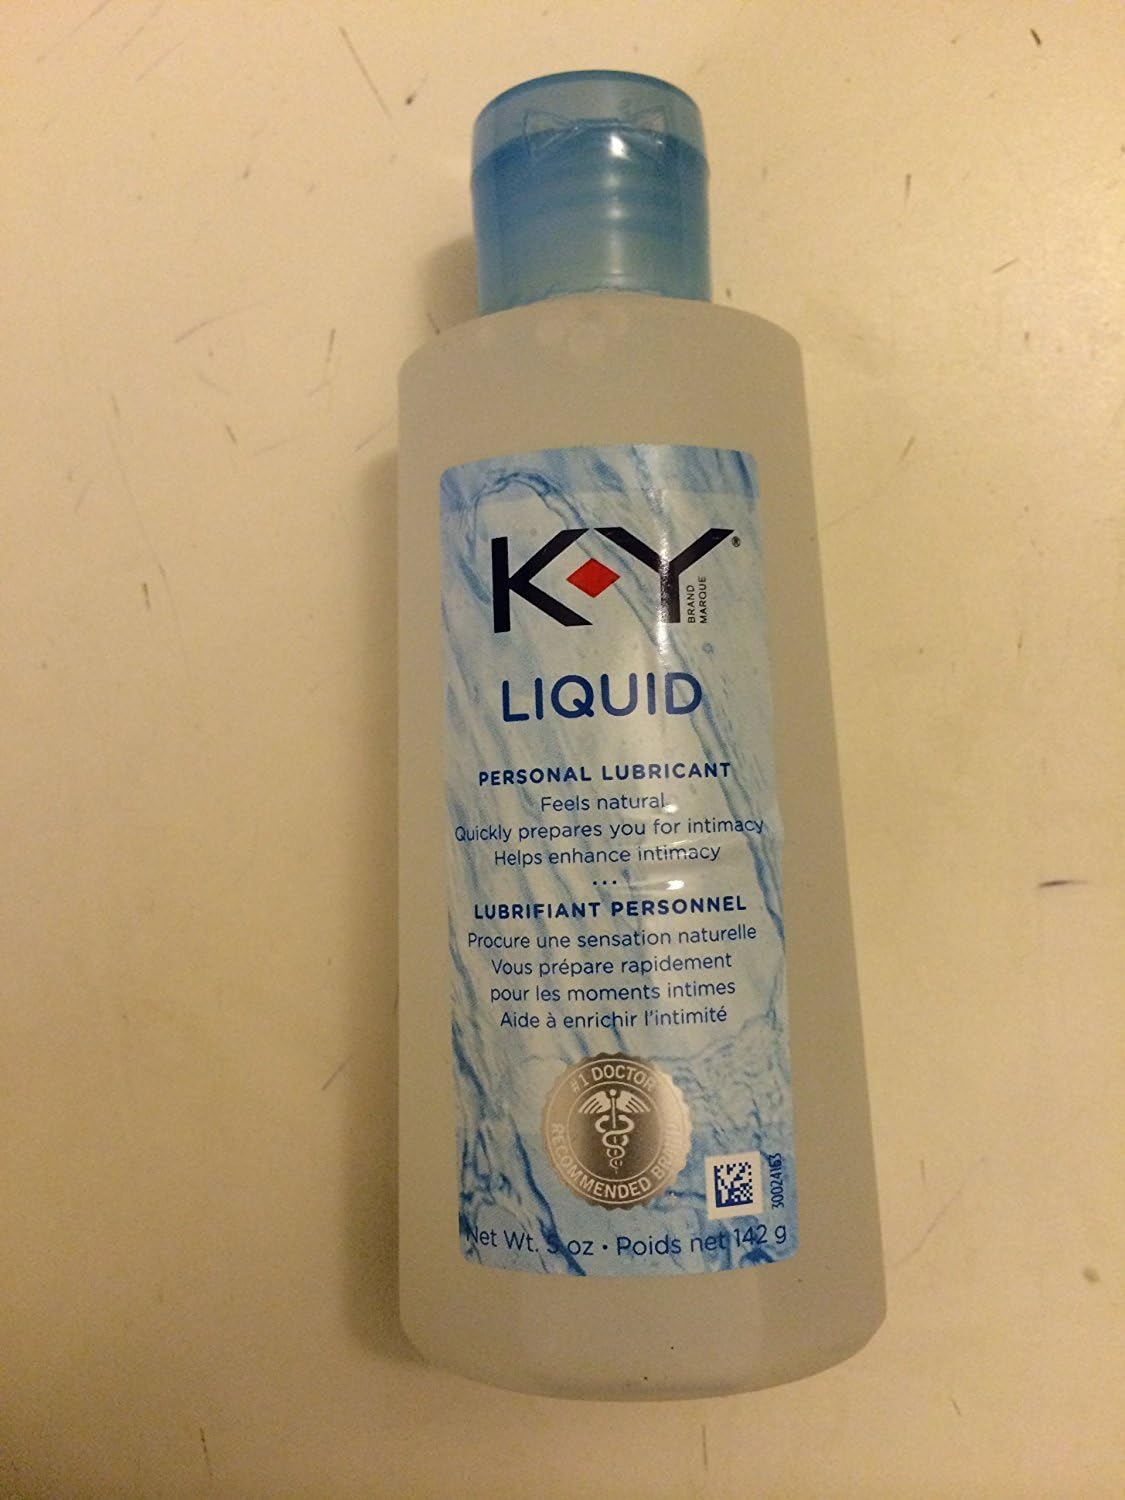 K-Y®
BRAND
MARQUE
LIQUID
PERSONAL LUBRICANT
Feels natural
Quickly prepares you for intimacy
Helps enhance intimacy
...
LUBRIFIANT PERSONNEL
Procure une sensation naturelle
Vous prépare rapidement
pour les moments intimes
Aide à enrichir l'intimité
#1 DOCTOR
RECOMMENDED BRAND
30024163
Net Wt. 5 oz • Poids net 142 g